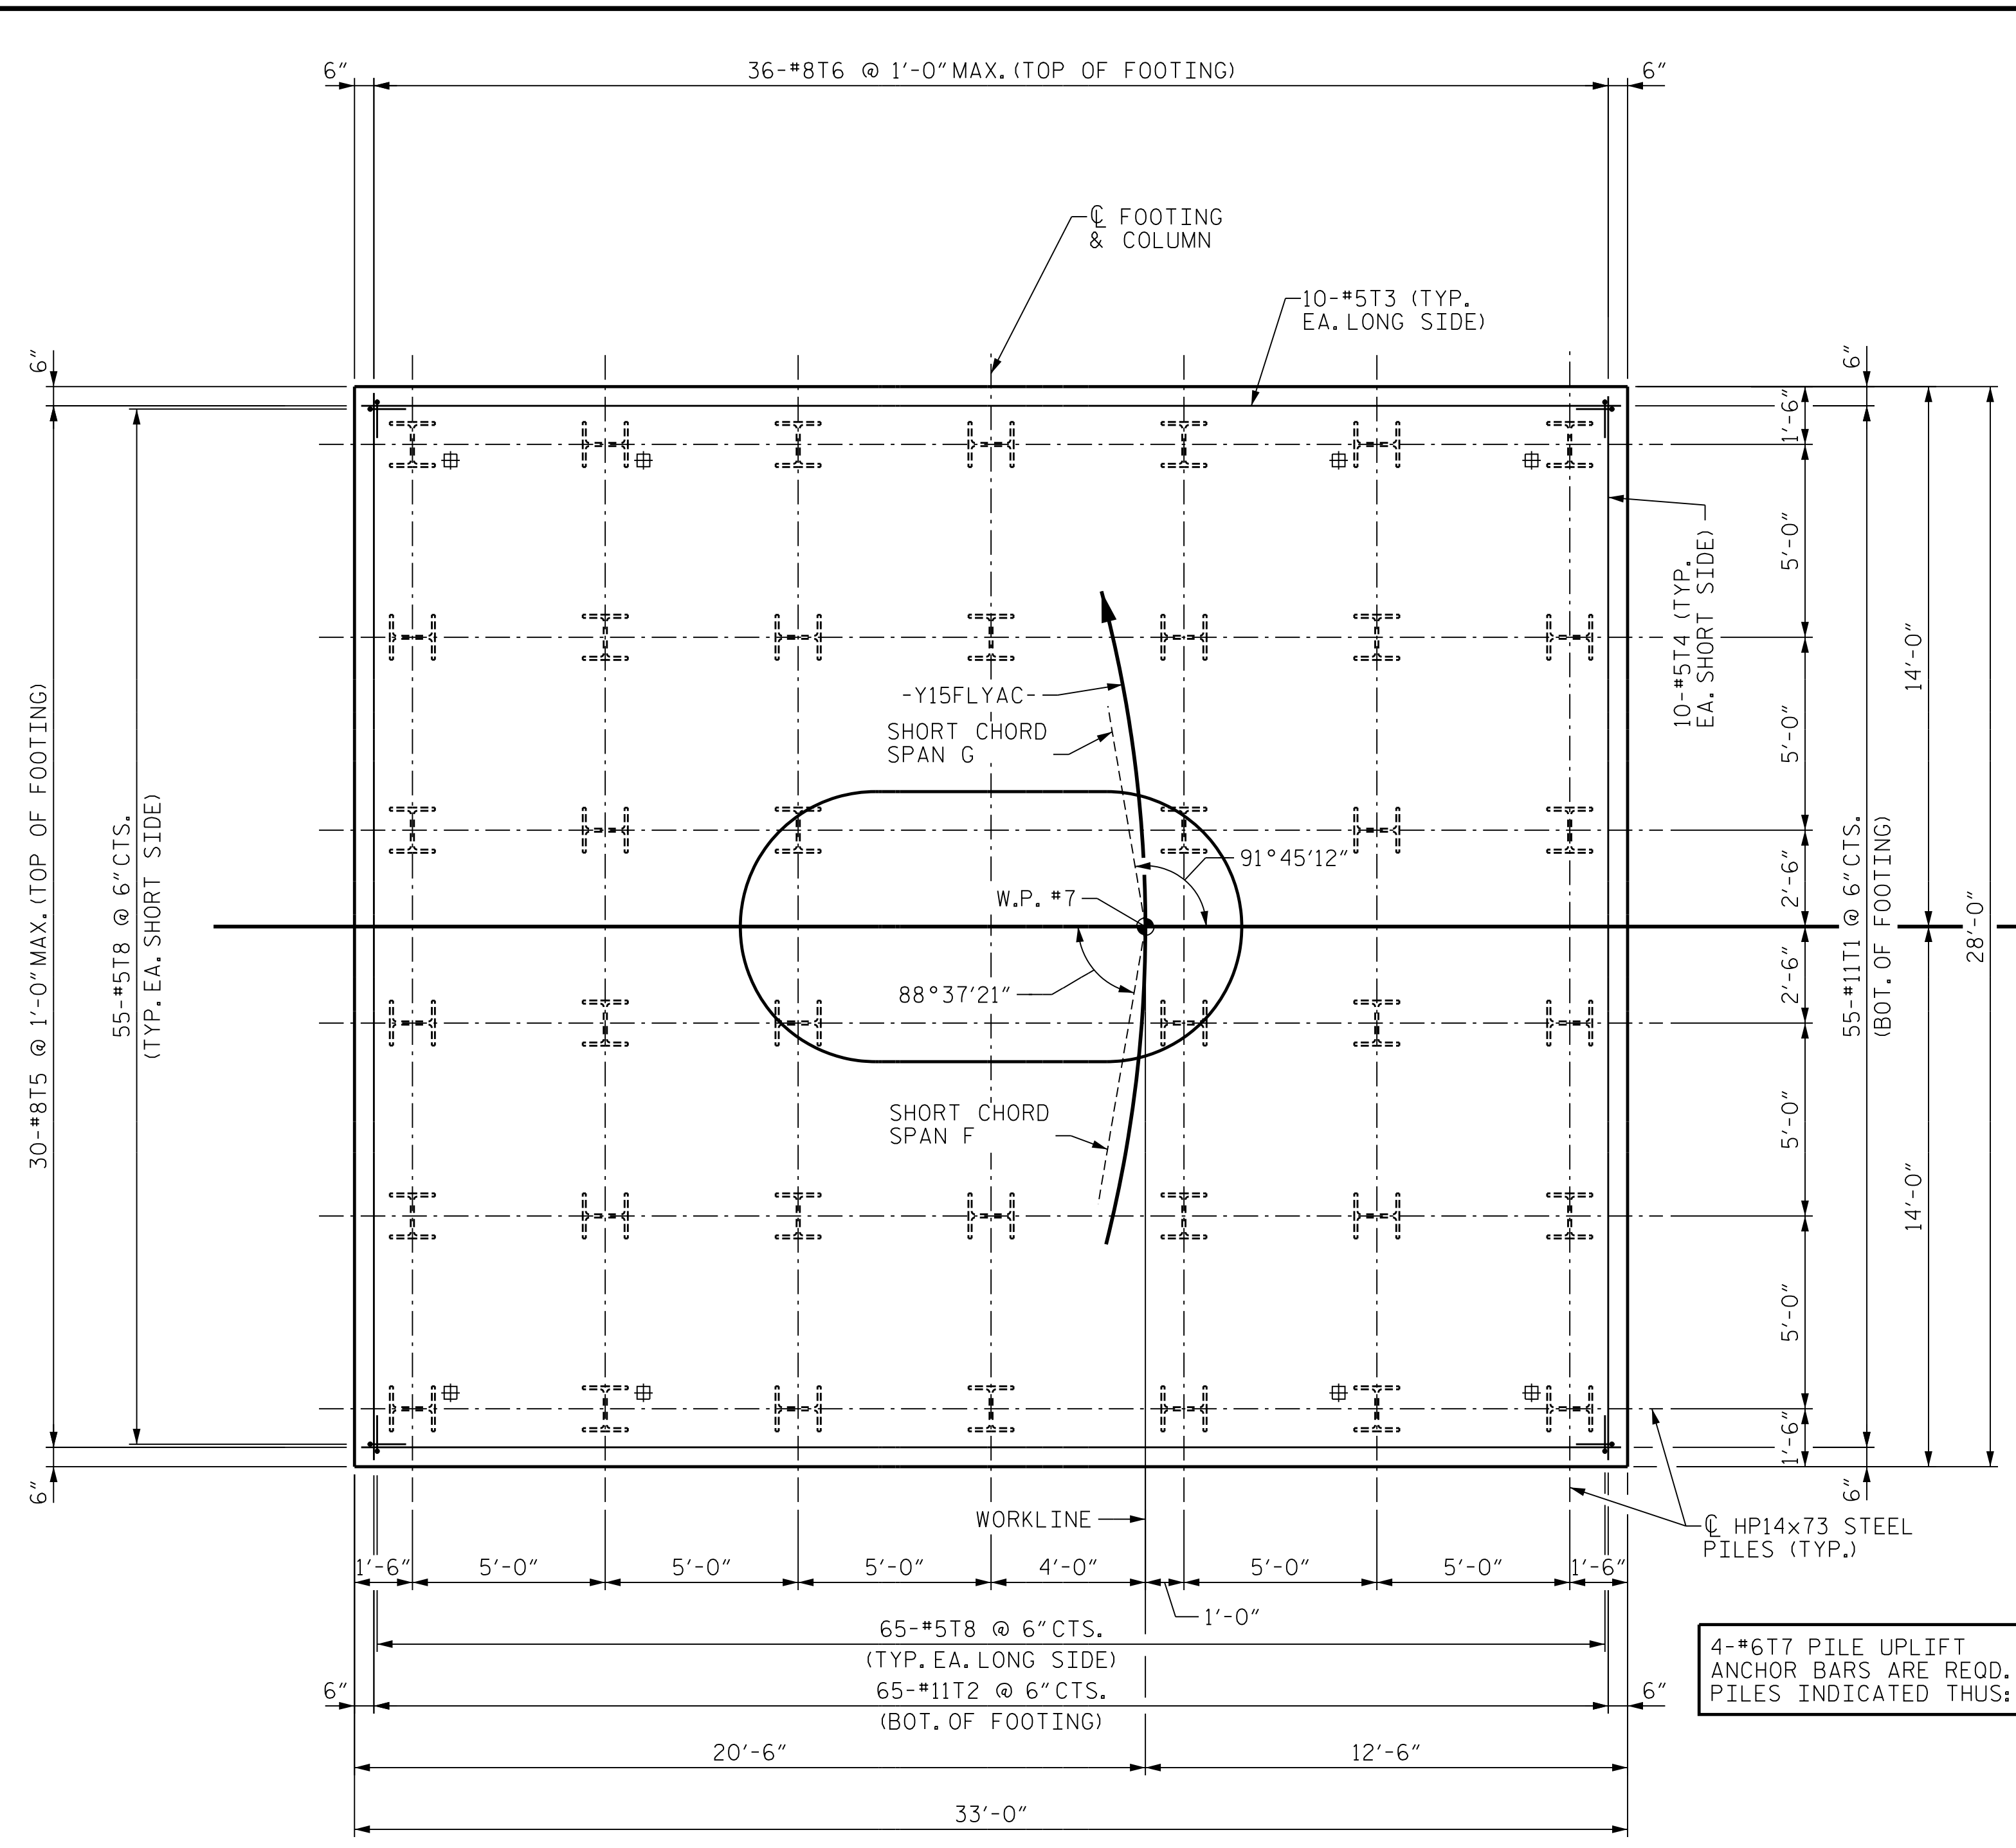 6" 36-#8T6 @ 1'-0" MAX. (TOP OF FOOTING) 6"
℄ FOOTING
& COLUMN
10-#5T3 (TYP.
EA. LONG SIDE)
6"
30-#8T5 @ 1'-0" MAX. (TOP OF FOOTING)
6"
55-#5T8 @ 6" CTS.
(TYP. EA. SHORT SIDE)
-Y15FLYAC-
SHORT CHORD
SPAN G
91°45'12"
W.P. #7
88°37'21"
SHORT CHORD
SPAN F
10-#5T4 (TYP.
EA. SHORT SIDE)
1'-6"
5'-0"
5'-0"
2'-6"
2'-6"
5'-0"
5'-0"
1'-6"
6"
55-#11T1 @ 6" CTS.
(BOT. OF FOOTING)
6"
14'-0"
14'-0"
28'-0"
WORKLINE
℄ HP14x73 STEEL
PILES (TYP.)
1'-6" 5'-0" 5'-0" 5'-0" 4'-0" 5'-0" 5'-0" 1'-6"
1'-0"
65-#5T8 @ 6" CTS.
(TYP. EA. LONG SIDE)
6" 65-#11T2 @ 6" CTS. 6"
(BOT. OF FOOTING)
20'-6" 12'-6"
33'-0"
4-#6T7 PILE UPLIFT
ANCHOR BARS ARE REQD.
PILES INDICATED THUS: